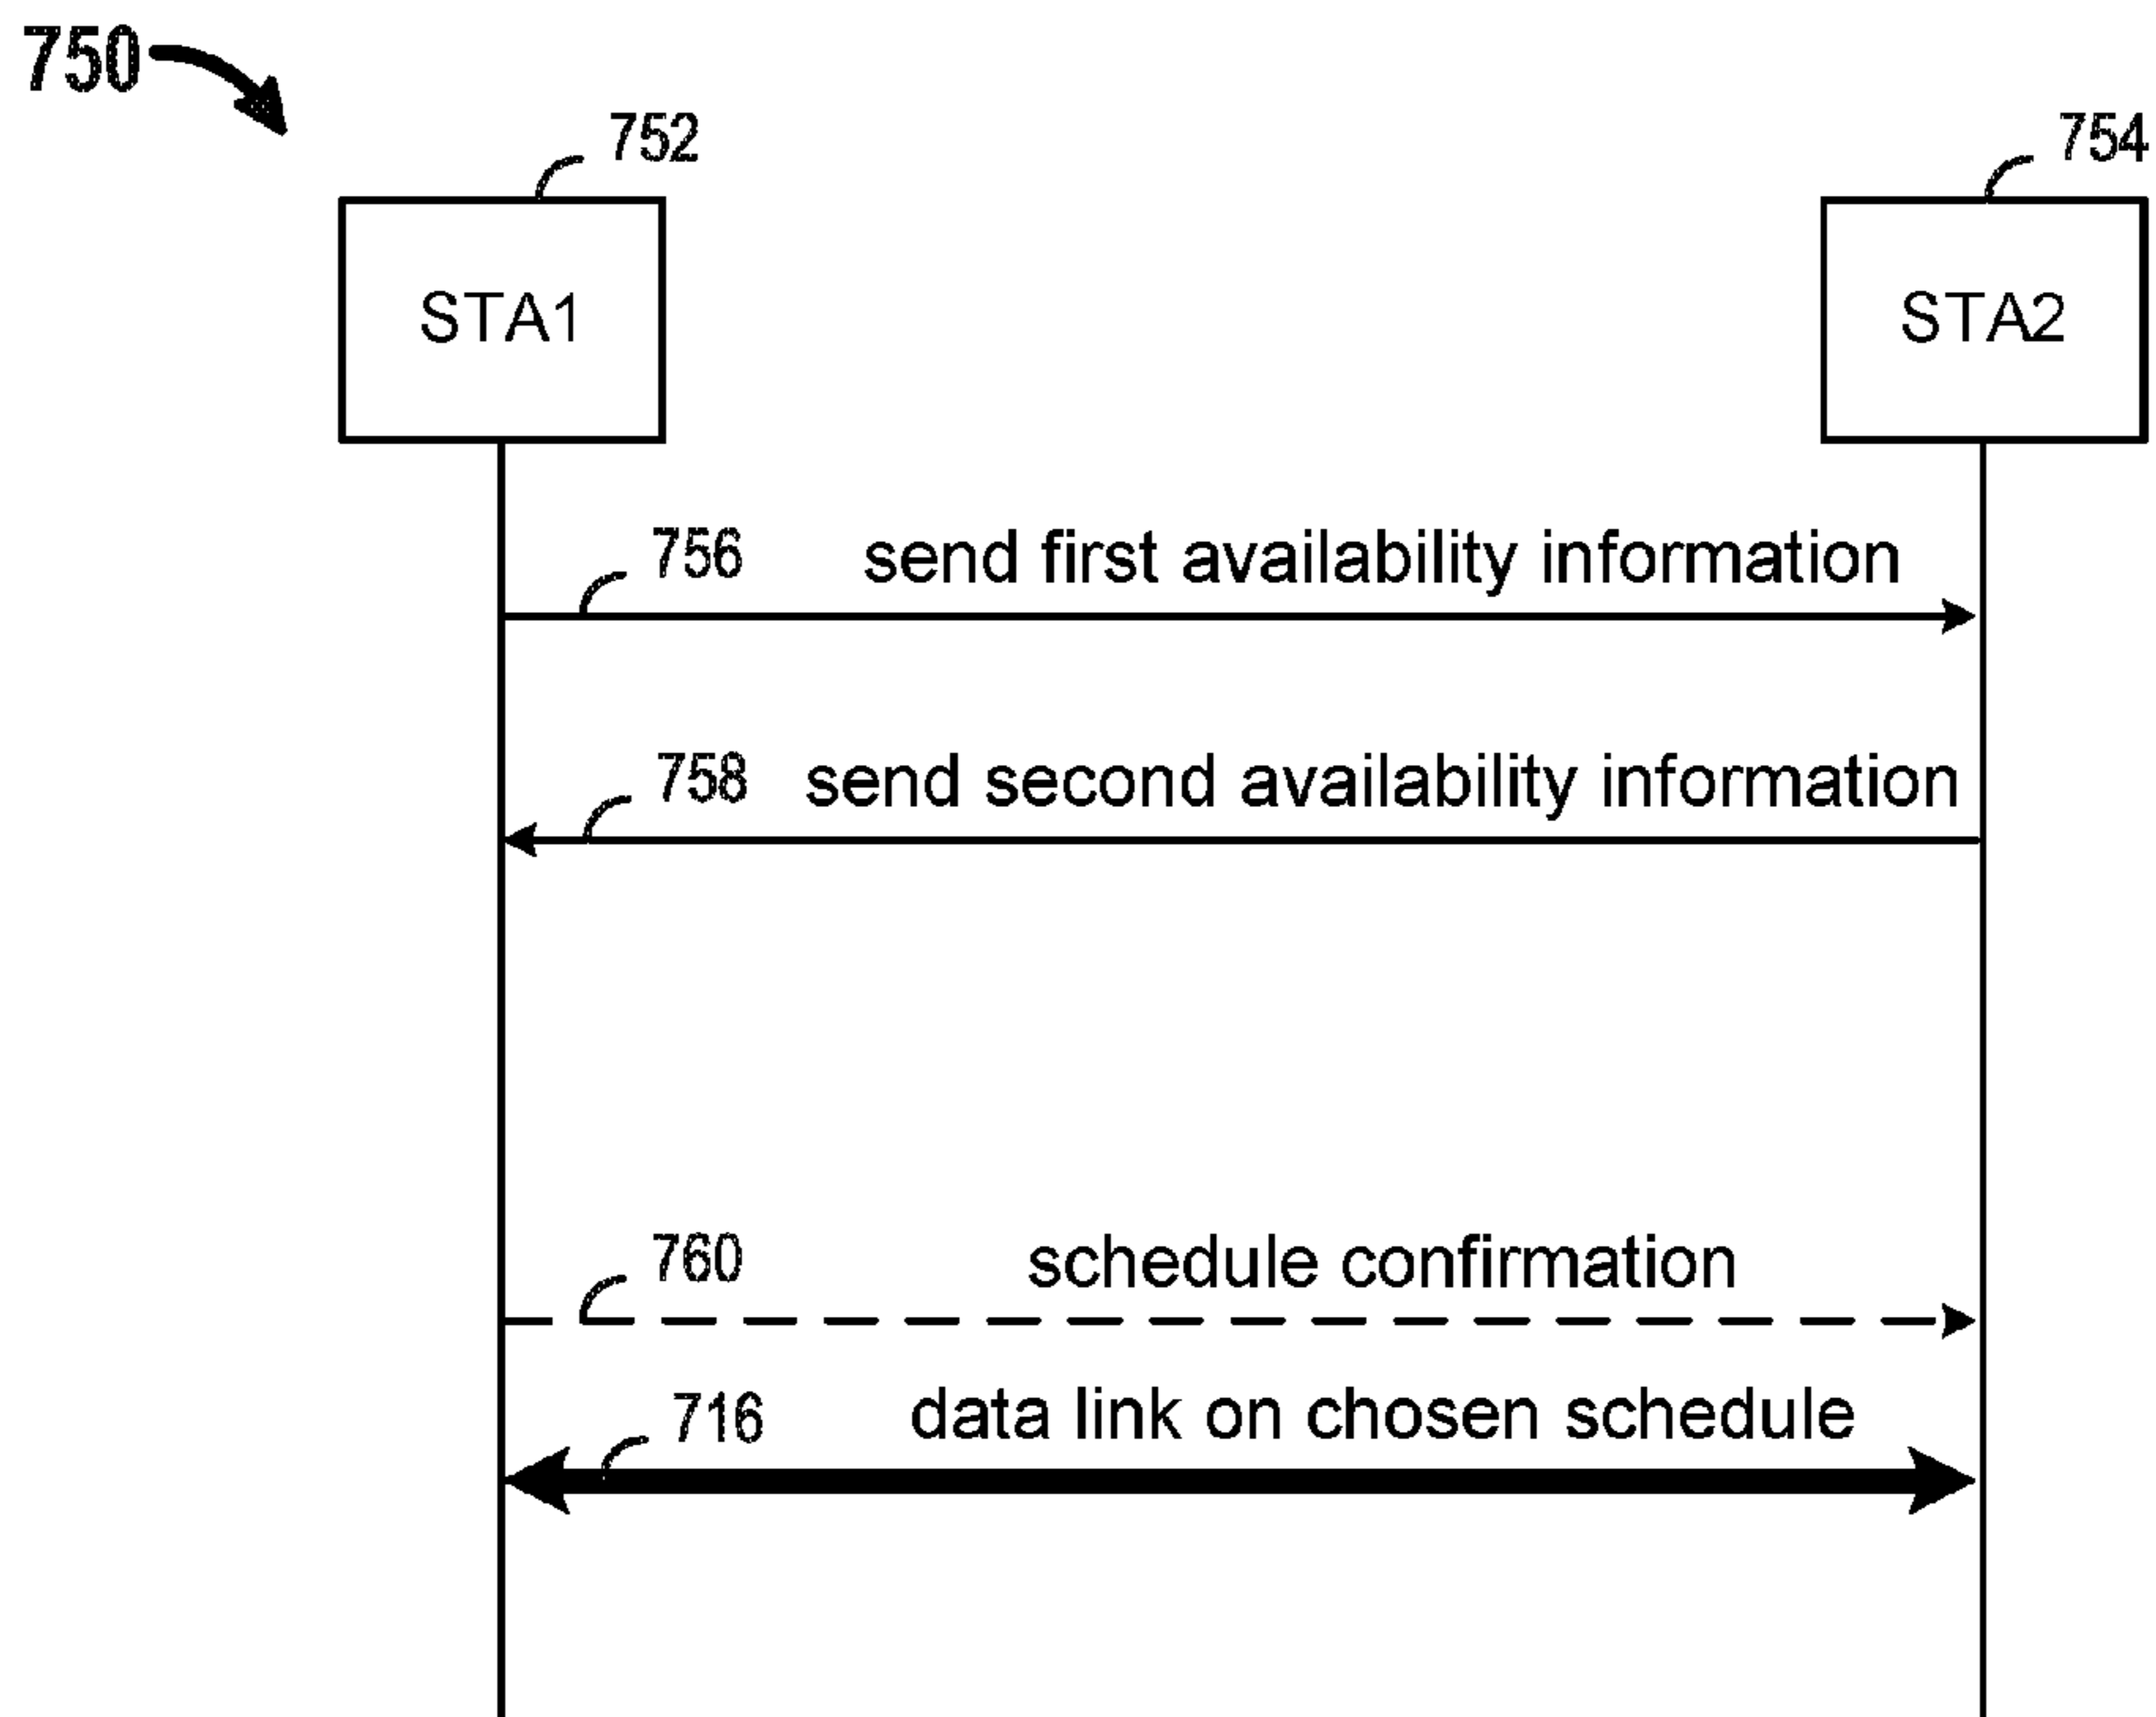 750
752
754
STA1
STA2
756 send first availability information
758 send second availability information
760 schedule confirmation
716 data link on chosen schedule